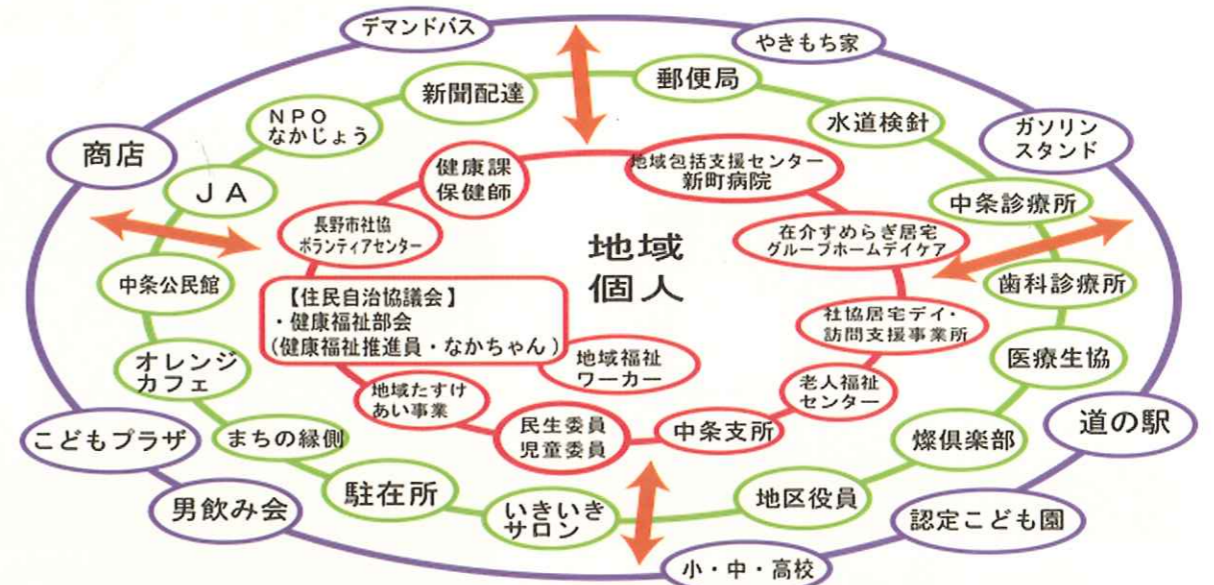 デマンドバス
やきもち家
新聞配達
郵便局
NPO
なかじょう
水道検針
ガソリン
スタンド
商店
健康課
保健師
地域包括支援センター
新町病院
JA
中条診療所
長野市社協
ボランティアセンター
地域
個人
在介すめらぎ居宅
グループホームデイケア
中条公民館
歯科診療所
【住民自治協議会】
・健康福祉部会
(健康福祉推進員・なかちゃん)
社協居宅デイ・
訪問支援事業所
オレンジ
カフェ
地域福祉
ワーカー
医療生協
地域たすけ
あい事業
老人福祉
センター
こどもプラザ
まちの縁側
民生委員
児童委員
中条支所
燦倶楽部
道の駅
男飲み会
駐在所
いきいき
サロン
地区役員
認定こども園
小・中・高校